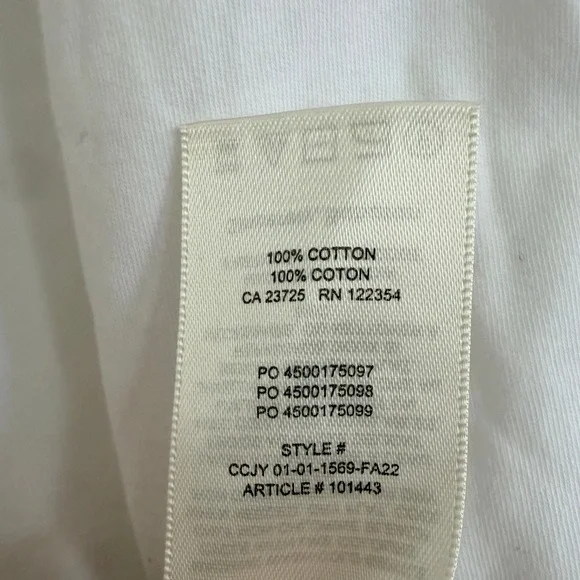 100% COTTON
100% COTON
CA 23725 RN 122354
PO 4500175097
PO 4500175098
PO 4500175099
STYLE #
CCJY 01-01-1569-FA22
ARTICLE # 101443